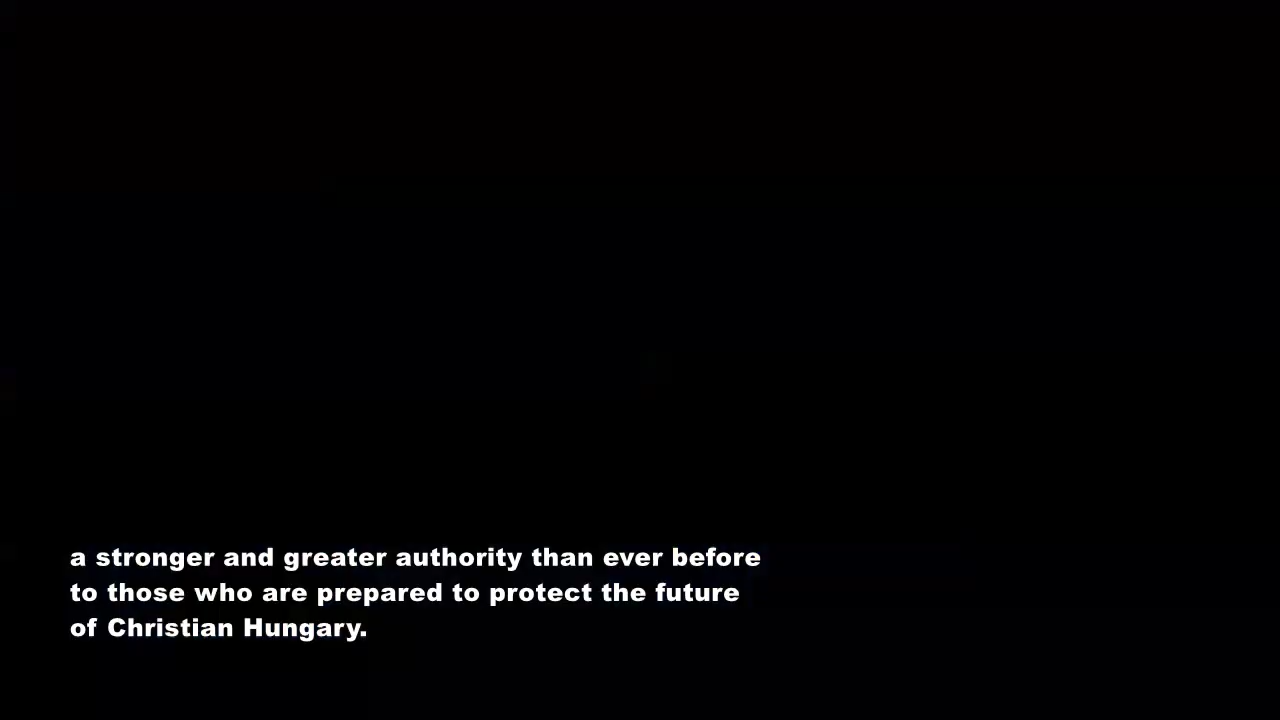 a stronger and greater authority than ever before
to those who are prepared to protect the future
of Christian Hungary.